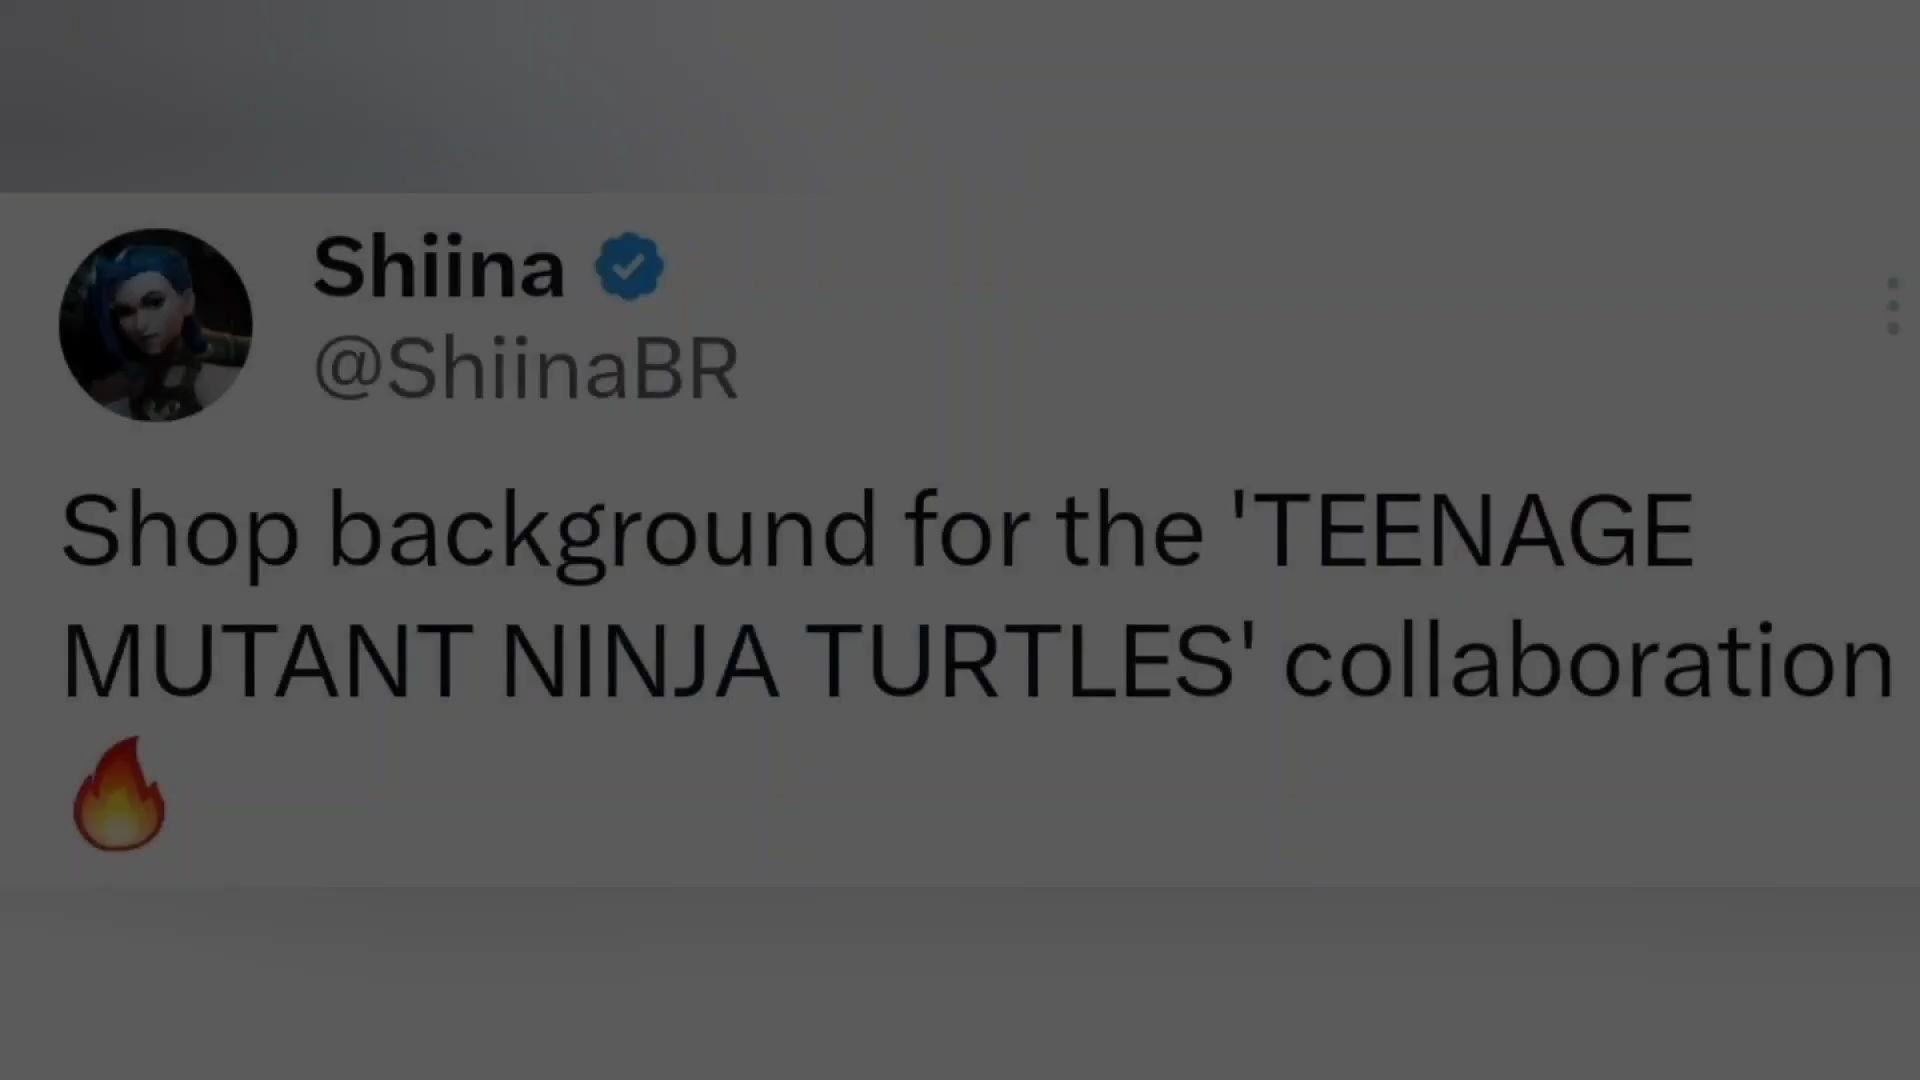 Shiina
@ShiinaBR
Shop background for the 'TEENAGE
MUTANT NINJA TURTLES' collaboration
🔥